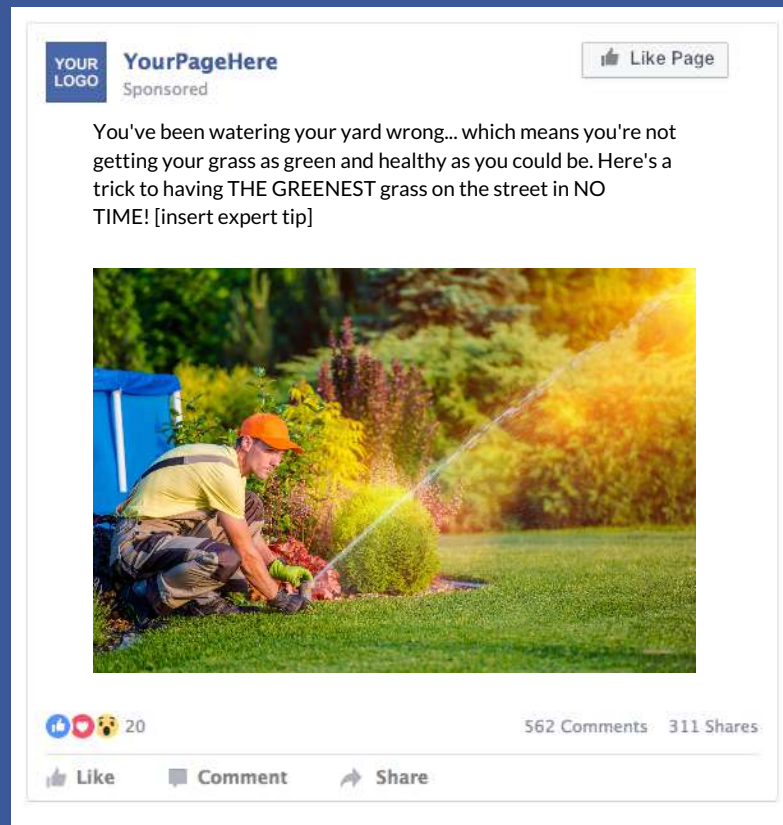 YOUR
LOGO
YourPageHere
Like Page
Sponsored
You've been watering your yard wrong... which means you're not
getting your grass as green and healthy as you could be. Here's a
trick to having THE GREENEST grass on the street in NO
TIME! [insert expert tip]
20
562 Comments 311 Shares
Like Comment Share